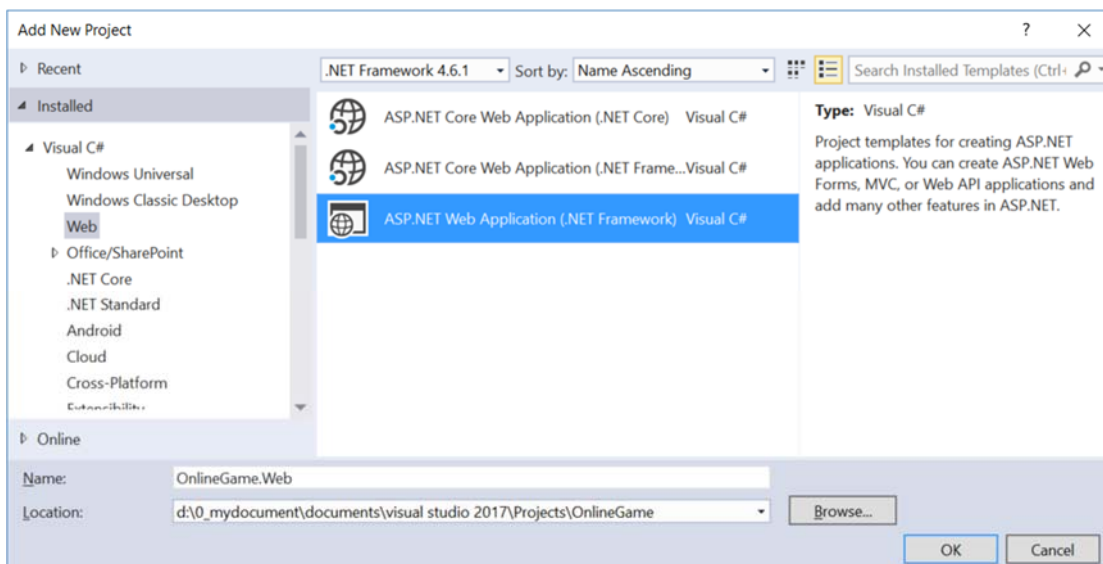 Add New Project
?
Recent
.NET Framework 4.6.1
Sort by:
Name Ascending
Search Installed Templates (Ctrl+
Installed
Visual C#
Windows Universal
Windows Classic Desktop
Web
Office/SharePoint
.NET Core
.NET Standard
Android
Cloud
Cross-Platform
Extensibility
Online
ASP.NET Core Web Application (.NET Core) Visual C#
ASP.NET Core Web Application (.NET Frame...Visual C#
ASP.NET Web Application (.NET Framework) Visual C#
Type: Visual C#
Project templates for creating ASP.NET
applications. You can create ASP.NET Web
Forms, MVC, or Web API applications and
add many other features in ASP.NET.
Name:
OnlineGame.Web
Location:
d:\0_mydocument\documents\visual studio 2017\Projects\OnlineGame
Browse...
OK
Cancel